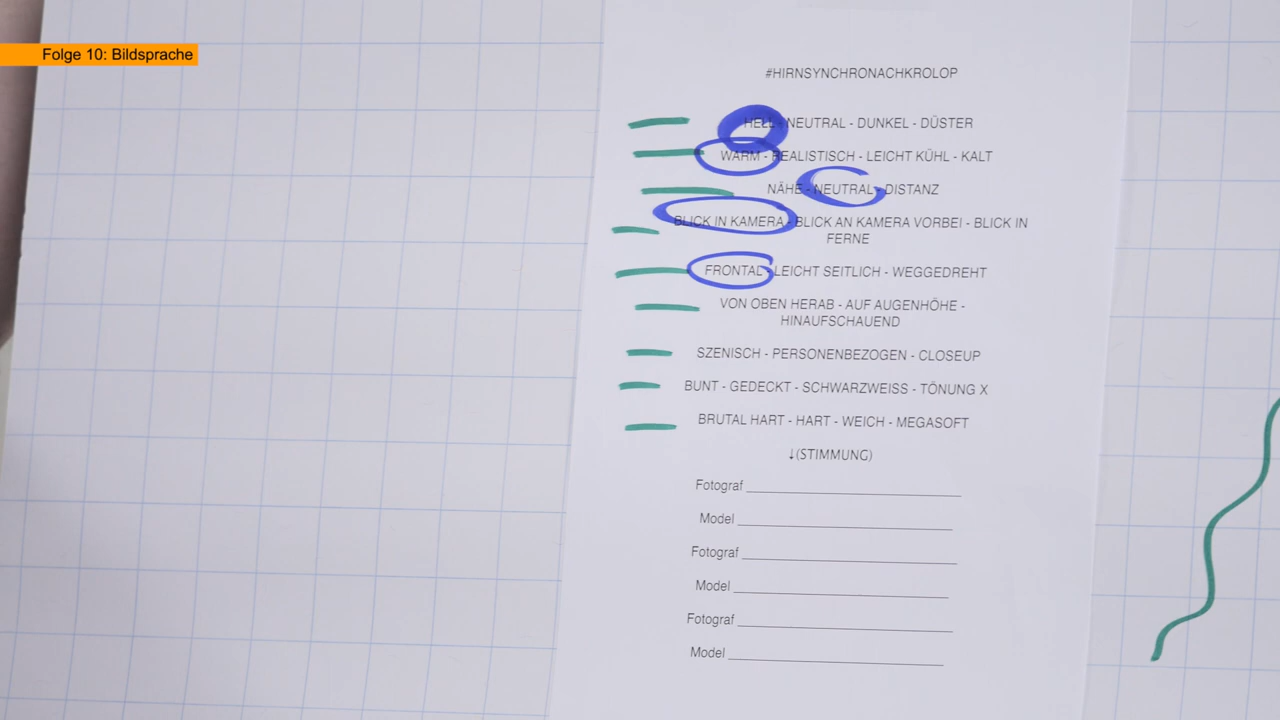 Folge 10: Bildsprache
#HIRNSYNCHRONACHKROLOP
HELL - NEUTRAL - DUNKEL - DÜSTER
WARM - REALISTISCH - LEICHT KÜHL - KALT
NÄHE - NEUTRAL - DISTANZ
BLICK IN KAMERA - BLICK AN KAMERA VORBEI - BLICK IN
FERNE
FRONTAL - LEICHT SEITLICH - WEGGEDREHT
VON OBEN HERAB - AUF AUGENHÖHE -
HINAUFSCHAUEND
SZENISCH - PERSONENBEZOGEN - CLOSEUP
BUNT - GEDECKT - SCHWARZWEISS - TÖNUNG X
BRUTAL HART - HART - WEICH - MEGASOFT
↓(STIMMUNG)
Fotograf
Model
Fotograf
Model
Fotograf
Model